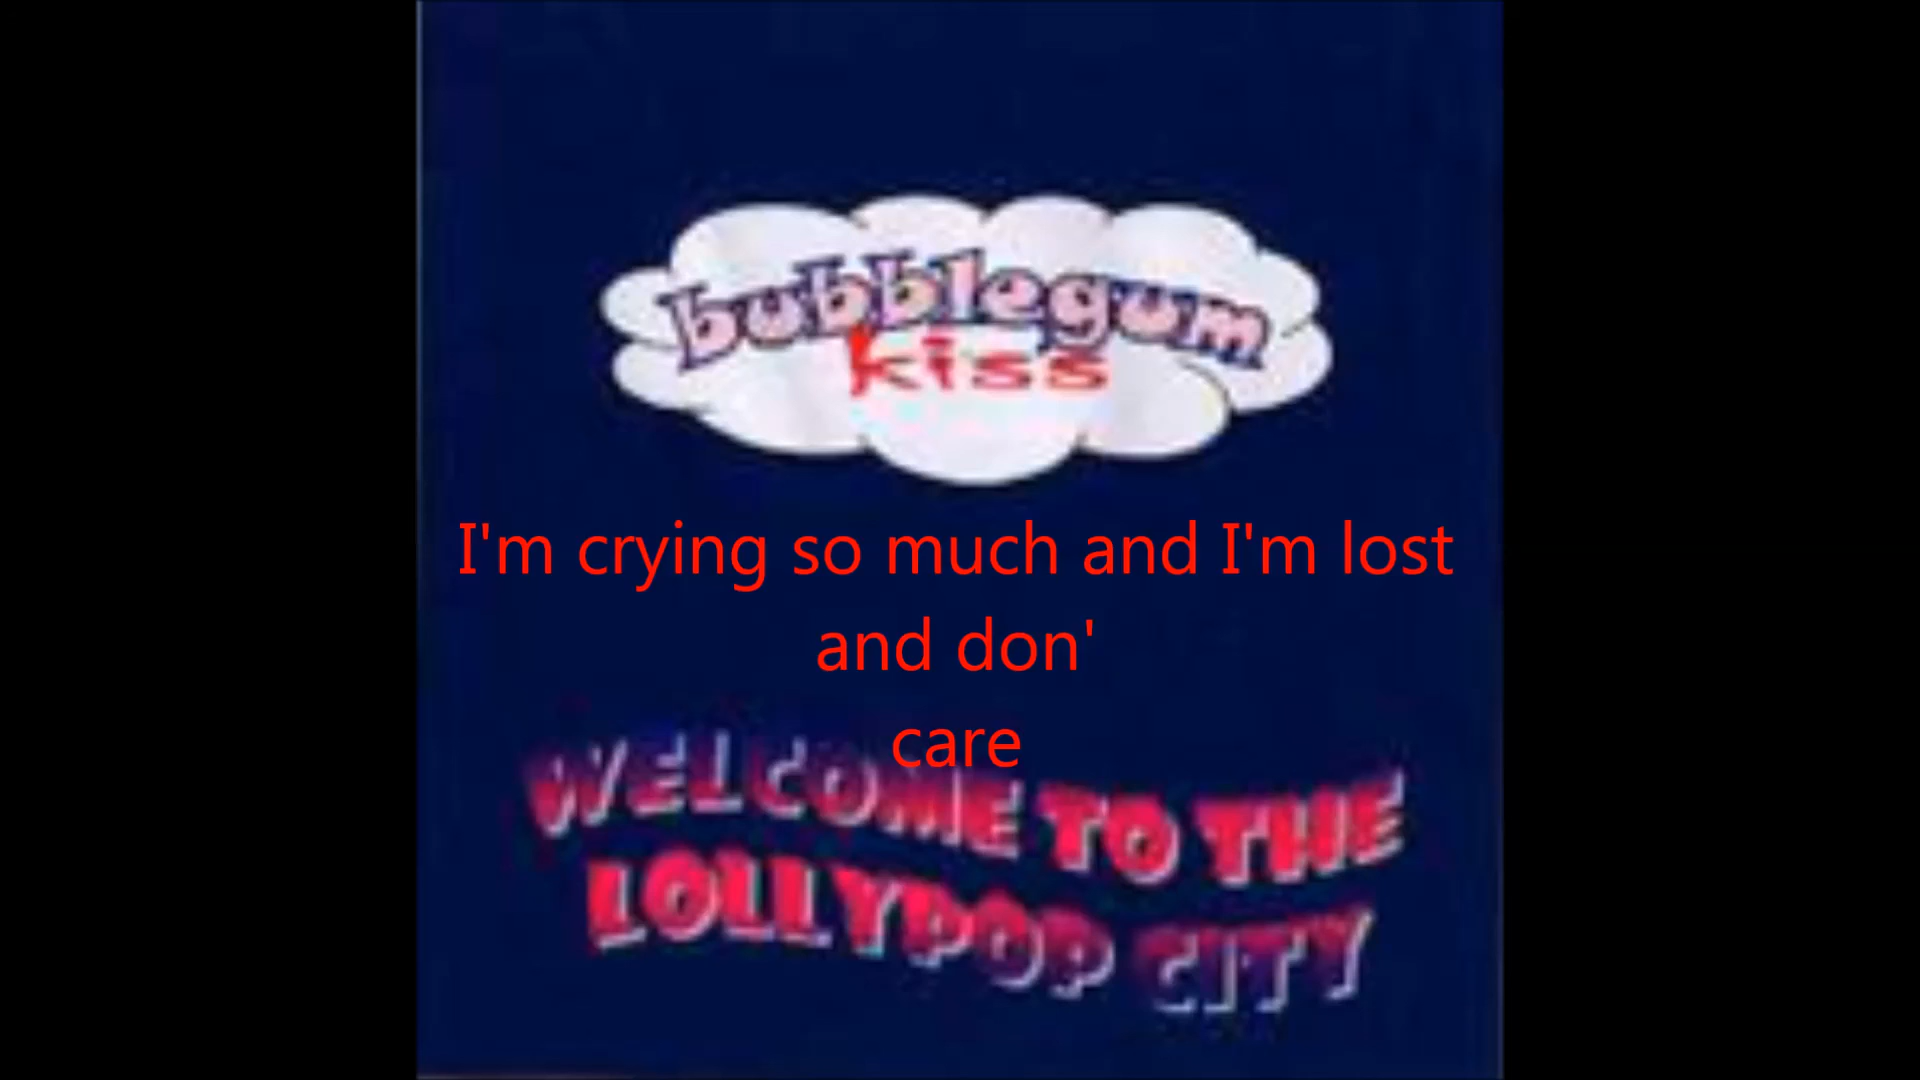 bubblegum
kiss
I'm crying so much and I'm lost
and don'
care
WELCOME TO THE
LOLLYPOP CITY